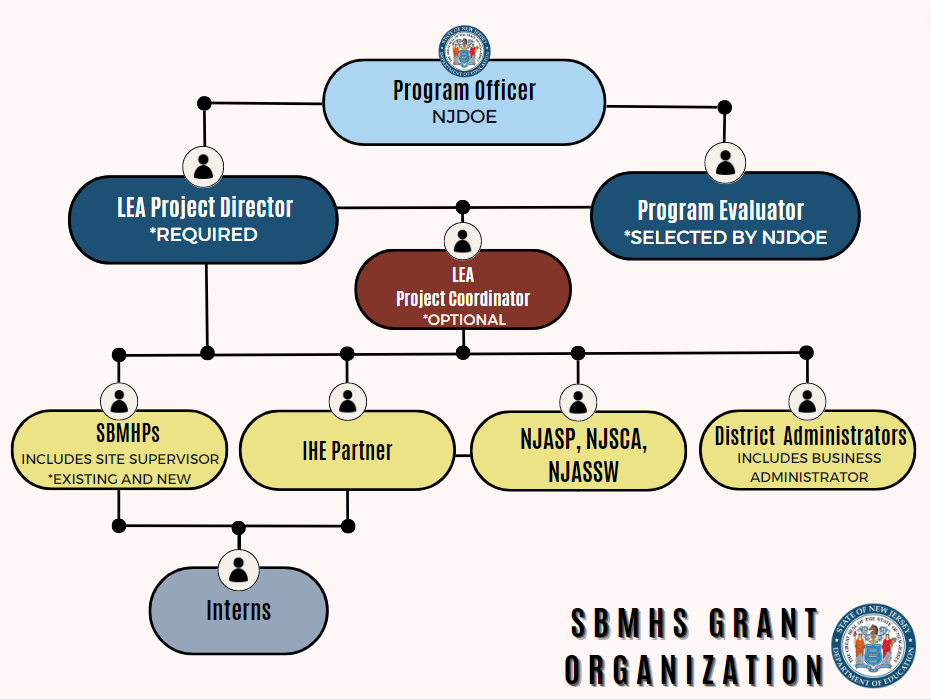 Program Officer
NJDOE
LEA Project Director
*REQUIRED
Program Evaluator
*SELECTED BY NJDOE
LEA
Project Coordinator
*OPTIONAL
SBMHPs
INCLUDES SITE SUPERVISOR
*EXISTING AND NEW
IHE Partner
NJASP, NJSCA,
NJASSW
District Administrators
INCLUDES BUSINESS
ADMINISTRATOR
Interns
SBMHS GRANT
ORGANIZATION
STATE OF NEW JERSEY
DEPARTMENT OF EDUCATION